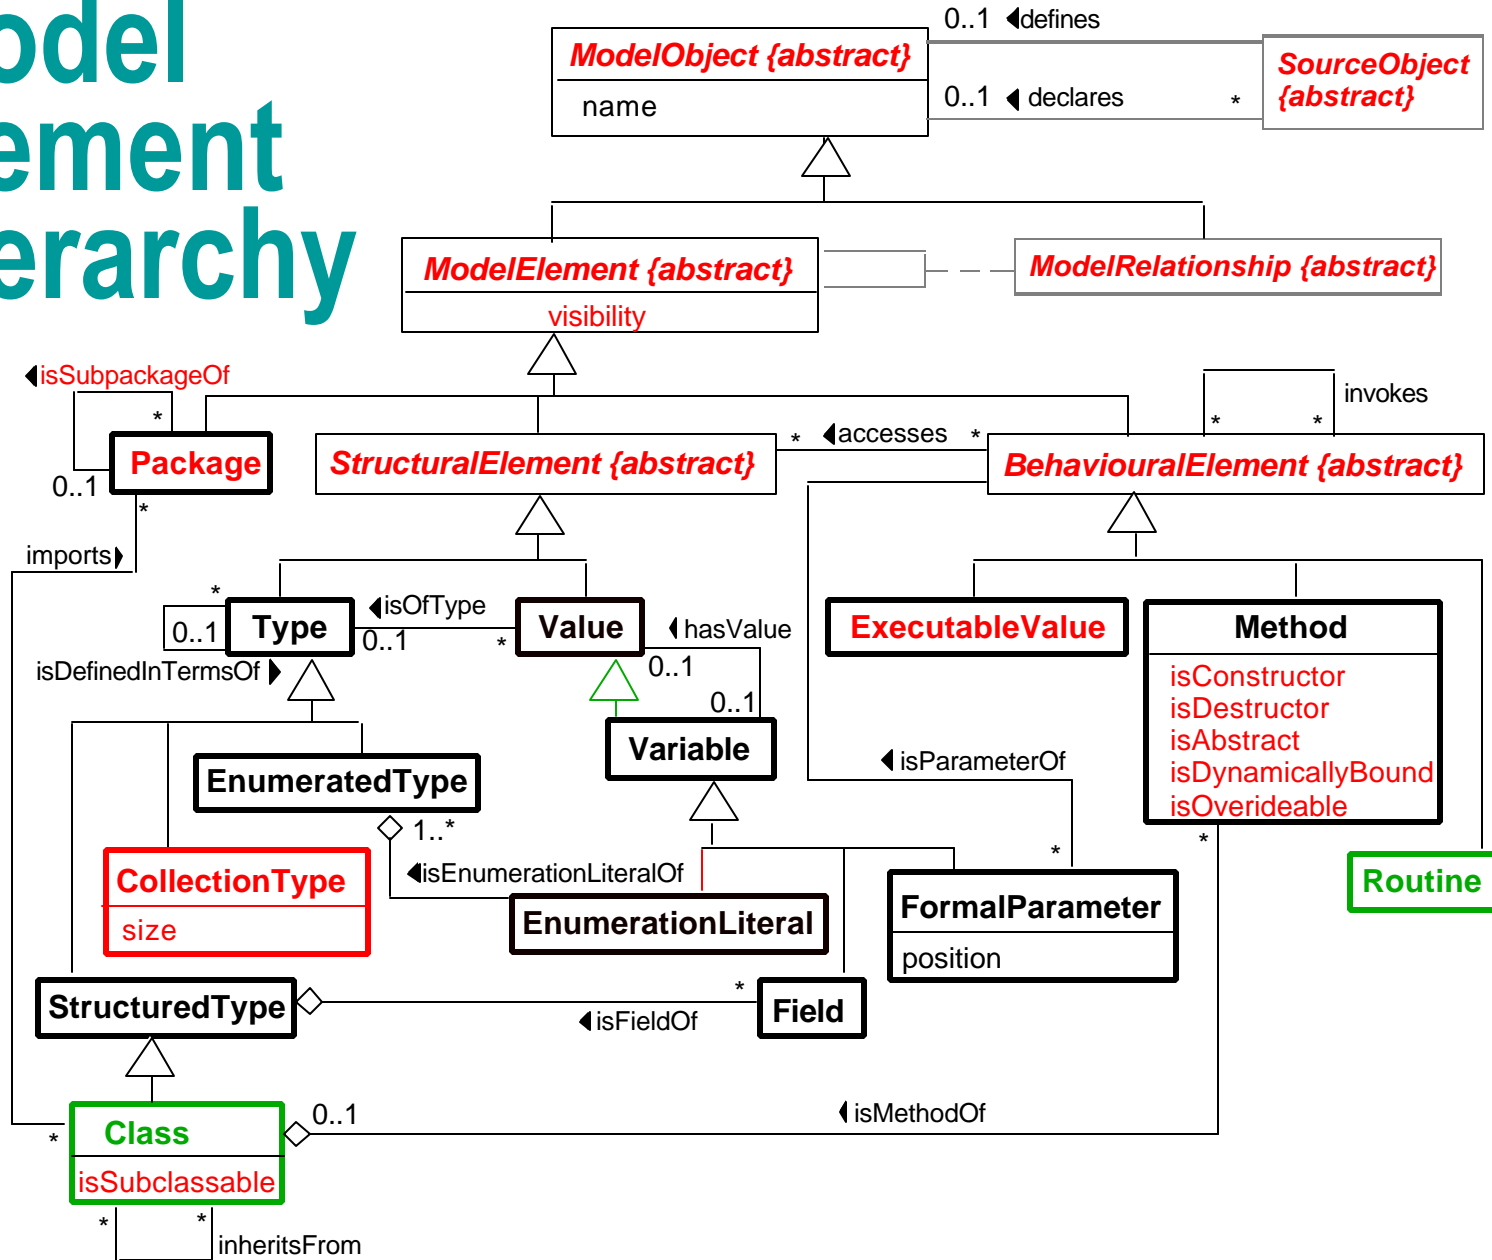 odel
ement
erarchy
0..1 defines
ModelObject {abstract}
name
SourceObject
{abstract}
0..1 declares *
ModelElement {abstract}
visibility
ModelRelationship {abstract}
isSubpackageOf
*
Package
0..1
*
imports
StructuralElement {abstract}
* accesses *
invokes
* *
BehaviouralElement {abstract}
*
0..1
Type
isOfType
0..1 *
Value
hasValue
0..1
0..1
isDefinedInTermsOf
ExecutableValue
Method
isConstructor
isDestructor
isAbstract
isDynamicallyBound
isOverideable
*
Variable
EnumeratedType
1..*
isParameterOf
*
isEnumerationLiteralOf
CollectionType
size
EnumerationLiteral
FormalParameter
position
Routine
StructuredType
*
isFieldOf
Field
*
Class
isSubclassable
0..1
isMethodOf
* *
inheritsFrom